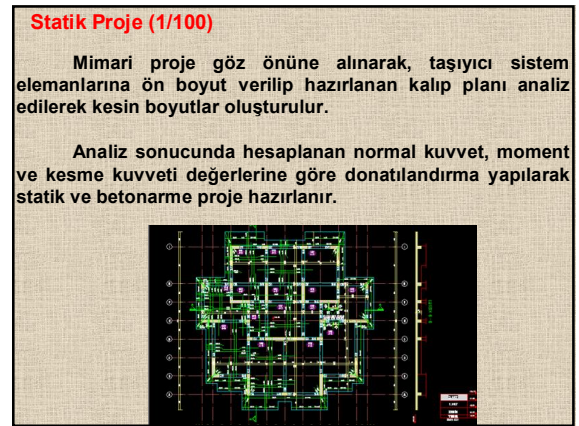 Statik Proje (1/100)
Mimari proje göz önüne alınarak, taşıyıcı sistem
elemanlarına ön boyut verilip hazırlanan kalıp planı analiz
edilerek kesin boyutlar oluşturulur.
Analiz sonucunda hesaplanan normal kuvvet, moment
ve kesme kuvveti değerlerine göre donatılandırma yapılarak
statik ve betonarme proje hazırlanır.